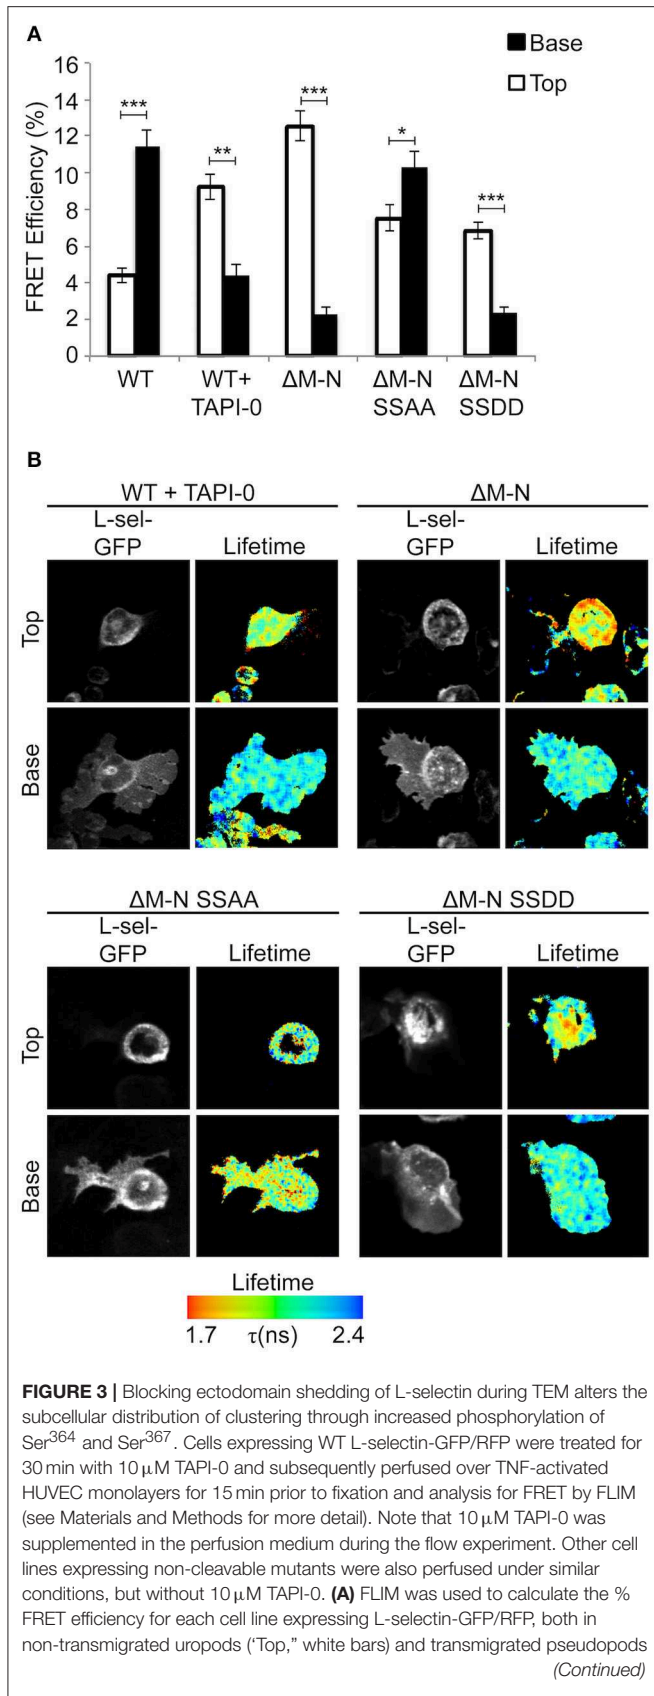 A
Base
Top
FRET Efficiency (%)
16
14
12
10
8
6
4
2
0
***
**
***
*
***
WT
WT+
TAPI-0
ΔM-N
ΔM-N
SSAA
ΔM-N
SSDD
B
WT + TAPI-0
ΔM-N
L-sel-
GFP
Lifetime
L-sel-
GFP
Lifetime
Top
Base
ΔM-N SSAA
ΔM-N SSDD
L-sel-
GFP
Lifetime
L-sel-
GFP
Lifetime
Top
Base
Lifetime
1.7 τ(ns) 2.4
FIGURE 3 | Blocking ectodomain shedding of L-selectin during TEM alters the
subcellular distribution of clustering through increased phosphorylation of
Ser364 and Ser367. Cells expressing WT L-selectin-GFP/RFP were treated for
30 min with 10 μM TAPI-0 and subsequently perfused over TNF-activated
HUVEC monolayers for 15 min prior to fixation and analysis for FRET by FLIM
(see Materials and Methods for more detail). Note that 10 μM TAPI-0 was
supplemented in the perfusion medium during the flow experiment. Other cell
lines expressing non-cleavable mutants were also perfused under similar
conditions, but without 10 μM TAPI-0. (A) FLIM was used to calculate the %
FRET efficiency for each cell line expressing L-selectin-GFP/RFP, both in
non-transmigrated uropods (‘Top,” white bars) and transmigrated pseudopods
(Continued)